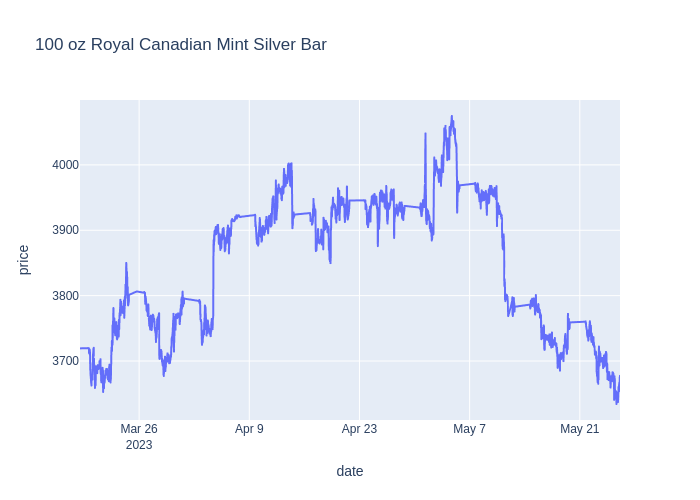 100 oz Royal Canadian Mint Silver Bar
price
4000
3900
3800
3700
Mar 26
2023
Apr 9
Apr 23
May 7
May 21
date